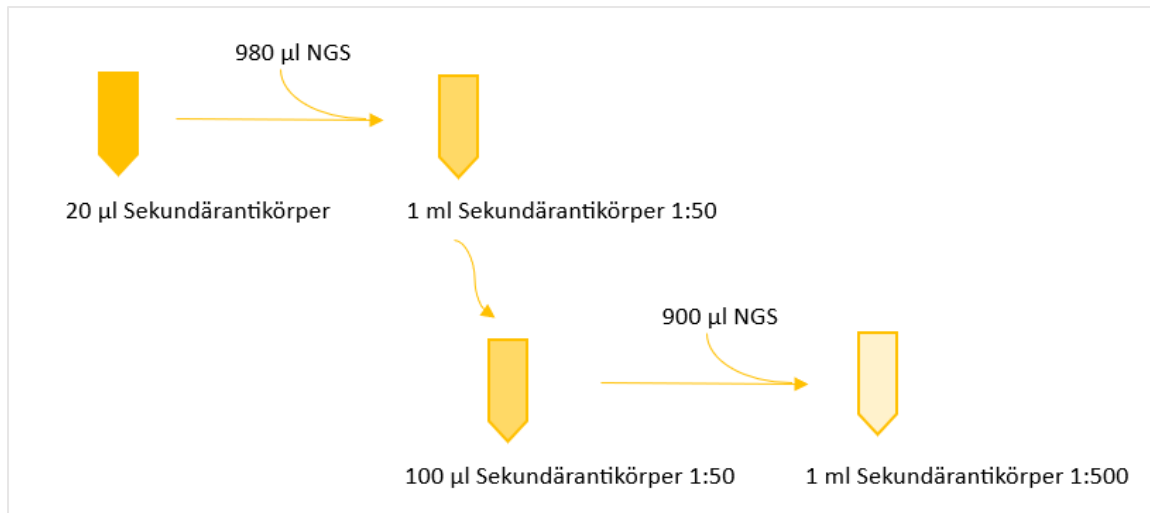 980 µl NGS
20 µl Sekundärantikörper
1 ml Sekundärantikörper 1:50
900 µl NGS
100 µl Sekundärantikörper 1:50
1 ml Sekundärantikörper 1:500